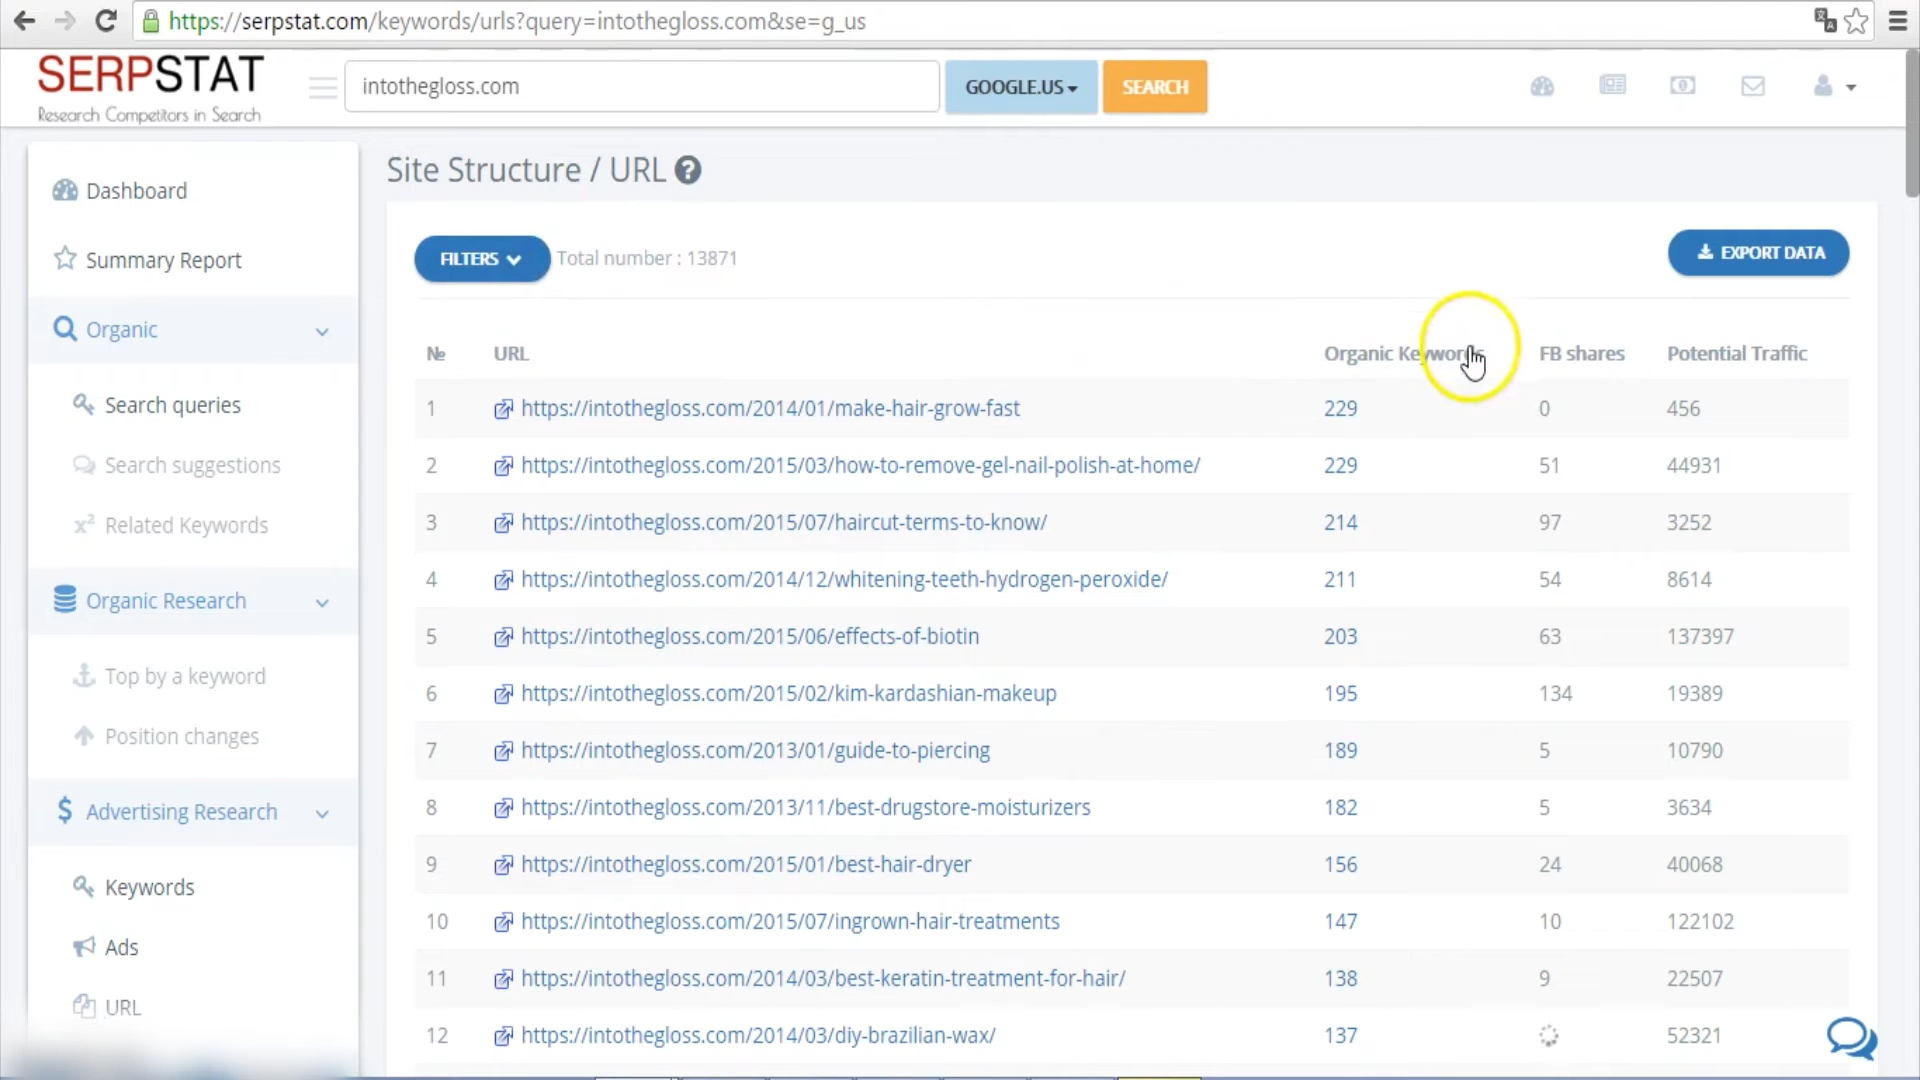 https://serpstat.com/keywords/urls?query=intothegloss.com&se=g_us
SERPSTAT
Research Competitors in Search
intothegloss.com
GOOGLE.US
SEARCH
Dashboard
Summary Report
Organic
Search queries
Search suggestions
x² Related Keywords
Organic Research
Top by a keyword
Position changes
$ Advertising Research
Keywords
Ads
URL
Site Structure / URL ?
FILTERS Total number : 13871
EXPORT DATA
№ URL Organic Keywords FB shares Potential Traffic
1 https://intothegloss.com/2014/01/make-hair-grow-fast 229 0 456
2 https://intothegloss.com/2015/03/how-to-remove-gel-nail-polish-at-home/ 229 51 44931
3 https://intothegloss.com/2015/07/haircut-terms-to-know/ 214 97 3252
4 https://intothegloss.com/2014/12/whitening-teeth-hydrogen-peroxide/ 211 54 8614
5 https://intothegloss.com/2015/06/effects-of-biotin 203 63 137397
6 https://intothegloss.com/2015/02/kim-kardashian-makeup 195 134 19389
7 https://intothegloss.com/2013/01/guide-to-piercing 189 5 10790
8 https://intothegloss.com/2013/11/best-drugstore-moisturizers 182 5 3634
9 https://intothegloss.com/2015/01/best-hair-dryer 156 24 40068
10 https://intothegloss.com/2015/07/ingrown-hair-treatments 147 10 122102
11 https://intothegloss.com/2014/03/best-keratin-treatment-for-hair/ 138 9 22507
12 https://intothegloss.com/2014/03/diy-brazilian-wax/ 137 52321